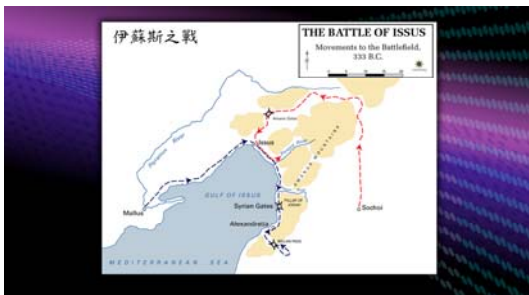 伊蘇斯之戰
THE BATTLE OF ISSUS
Movements to the Battlefield,
333 B.C.
Issus
GULF OF ISSUS
Mallus
Syrian Gates
Alexandretta
Sochoi
MEDITERRANEAN SEA